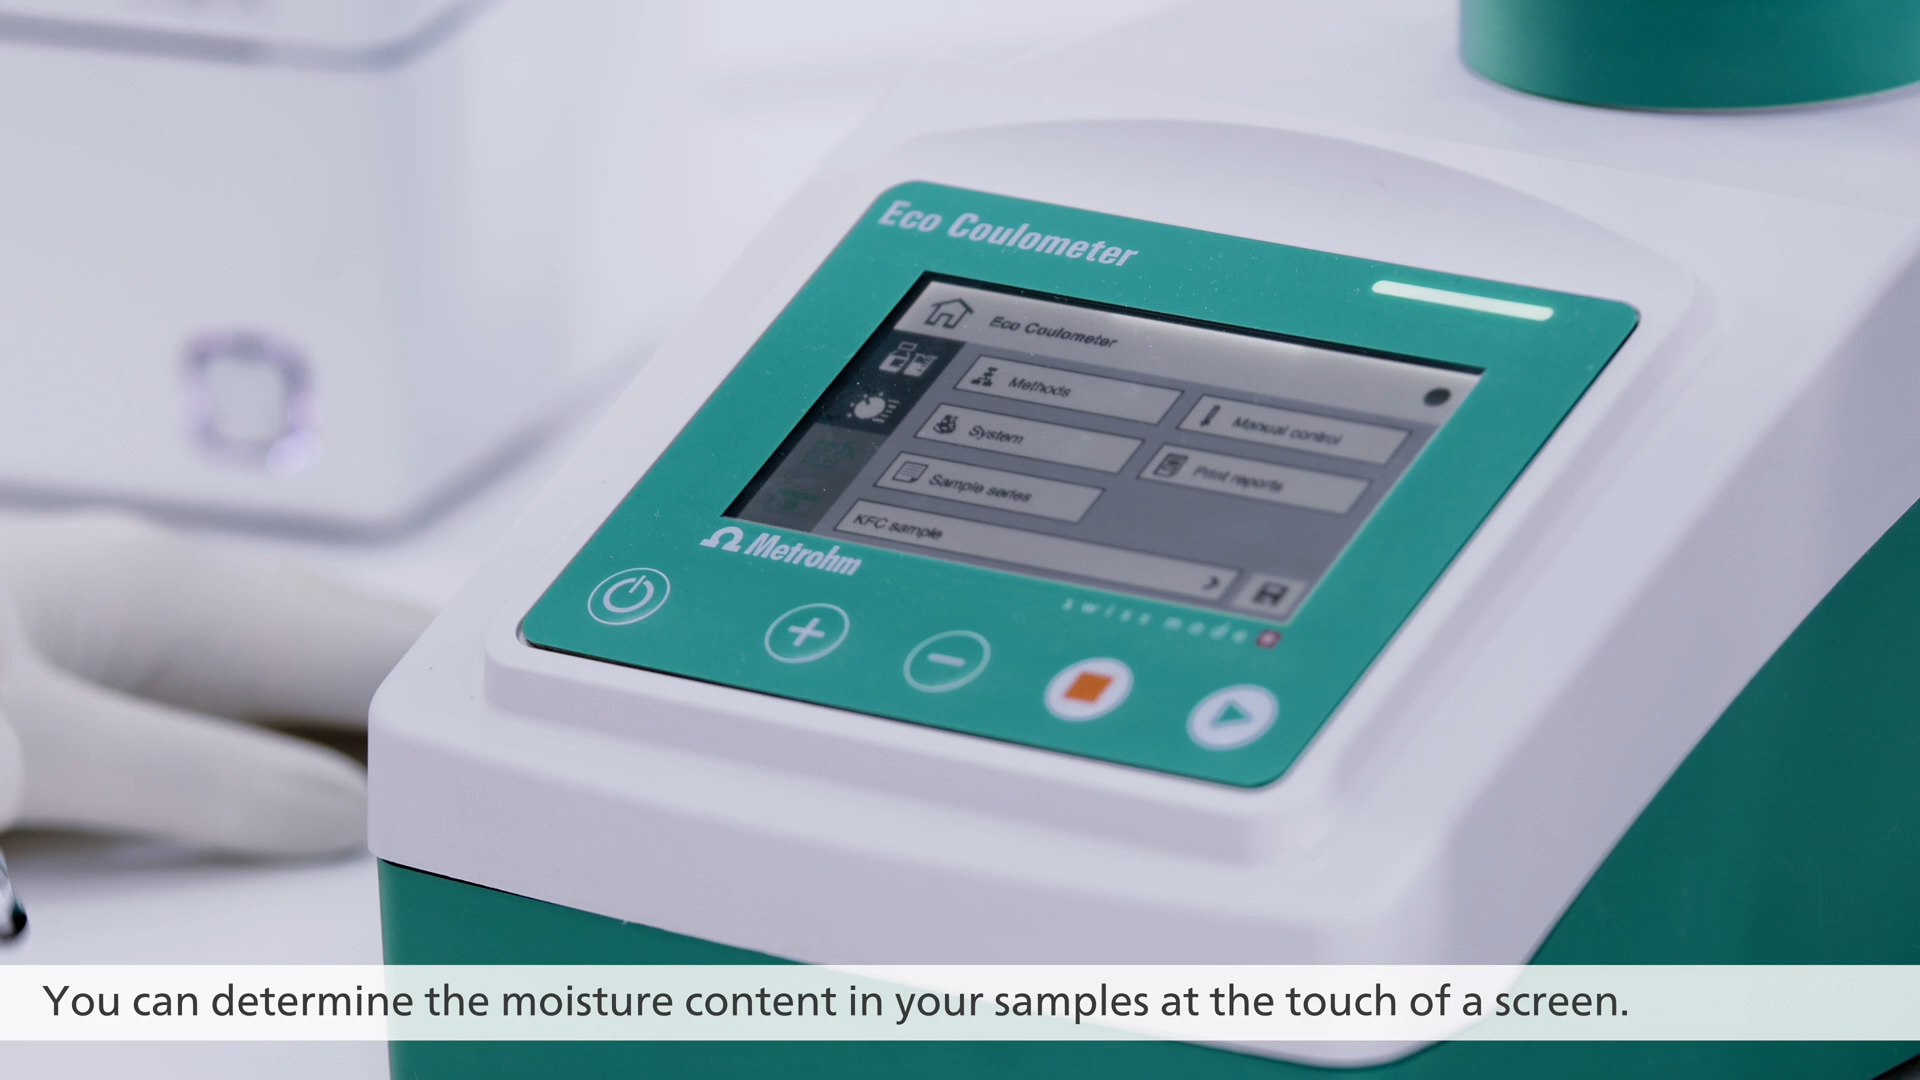 Eco Coulometer
Eco Coulometer
Methods
Manual control
System
Print reports
Sample series
KFC sample
Metrohm
swiss made
You can determine the moisture content in your samples at the touch of a screen.